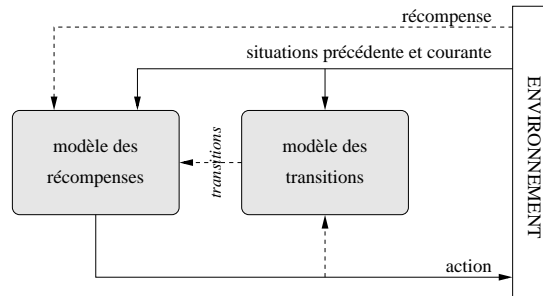 récompense
situations précédente et courante
modèle des
récompenses
transitions
modèle des
transitions
action
ENVIRONNEMENT